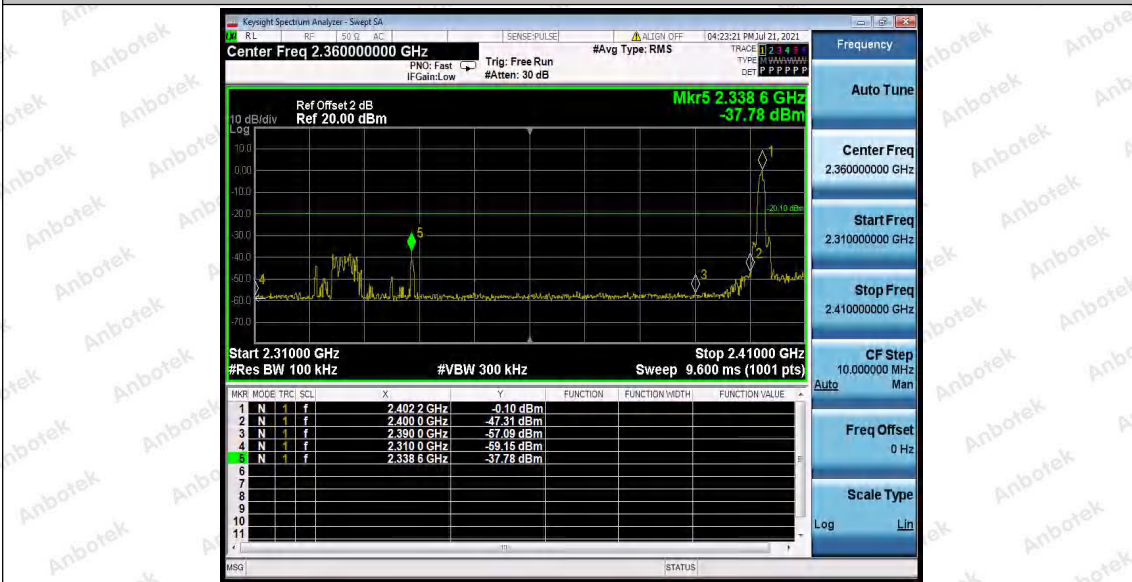 Keysight Spectrum Analyzer - Swept SA
RL RF 50 Ω AC SENSE:PULSE ALIGN OFF 04:23:21 PM Jul 21, 2021
Center Freq 2.360000000 GHz #Avg Type: RMS TRACE 1 2 3 4 5 6
PNO: Fast Trig: Free Run TYPE M WWWWW
IFGain:Low #Atten: 30 dB DET P P P P P P
Mkr5 2.338 6 GHz
-37.78 dBm
Ref Offset 2 dB
10 dB/div Ref 20.00 dBm
Log
10.0
0.00
-10.0
-20.0
-30.0
-40.0
-50.0
-60.0
-70.0
-20.10 dBm
1
2
3
4
5
Start 2.31000 GHz Stop 2.41000 GHz
#Res BW 100 kHz #VBW 300 kHz Sweep 9.600 ms (1001 pts)
MKR MODE TRC SCL X Y FUNCTION FUNCTION WIDTH FUNCTION VALUE
1 N 1 f 2.402 2 GHz -0.10 dBm
2 N 1 f 2.400 0 GHz -47.31 dBm
3 N 1 f 2.390 0 GHz -57.09 dBm
4 N 1 f 2.310 0 GHz -59.15 dBm
5 N 1 f 2.338 6 GHz -37.78 dBm
6
7
8
9
10
11
MSG STATUS
Frequency
Auto Tune
Center Freq
2.360000000 GHz
Start Freq
2.310000000 GHz
Stop Freq
2.410000000 GHz
CF Step
10.000000 MHz
Auto Man
Freq Offset
0 Hz
Scale Type
Log Lin
Anbotek